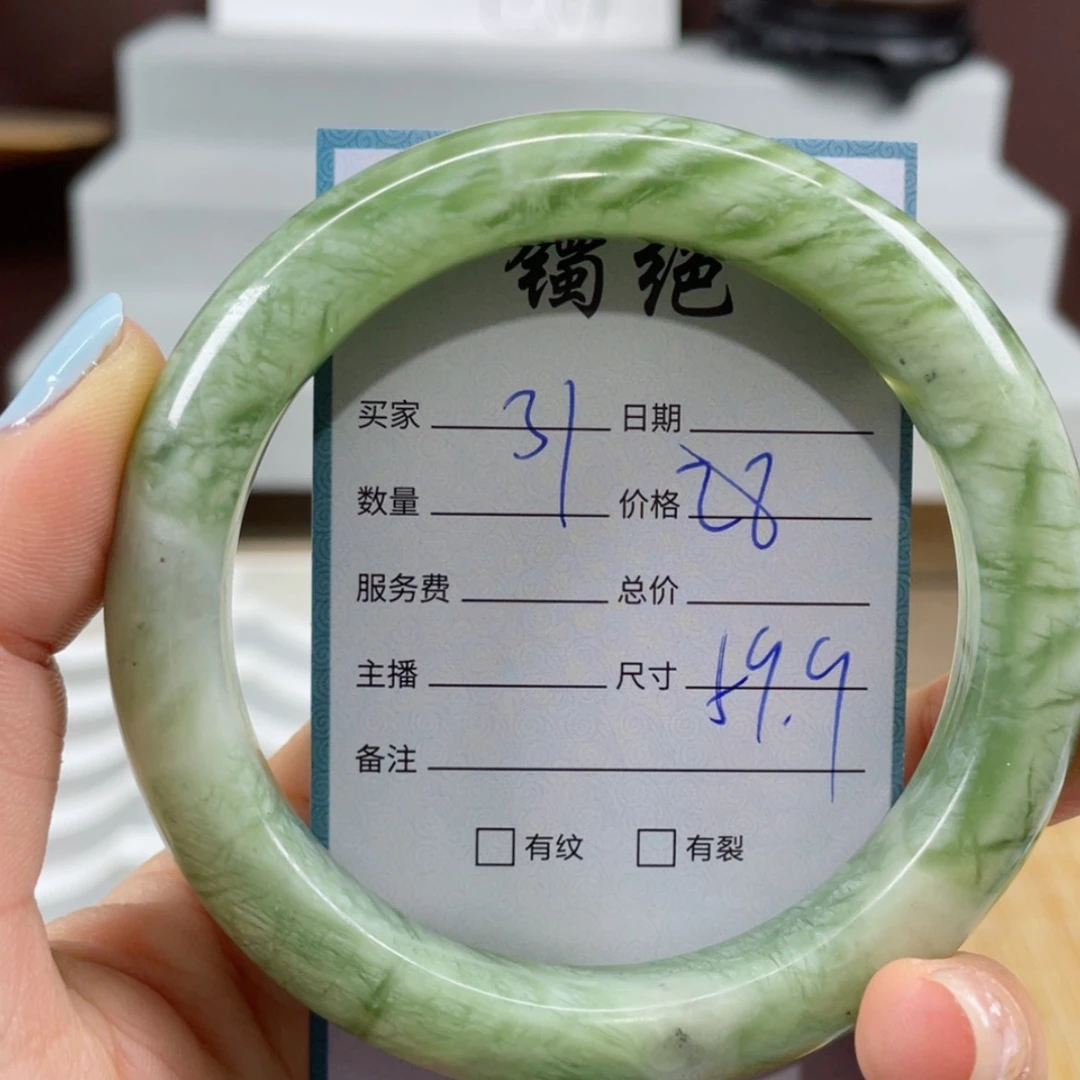 镯绝
买家 31 日期
数量 价格 28
服务费 总价
主播 尺寸 59.9
备注
有纹 有裂